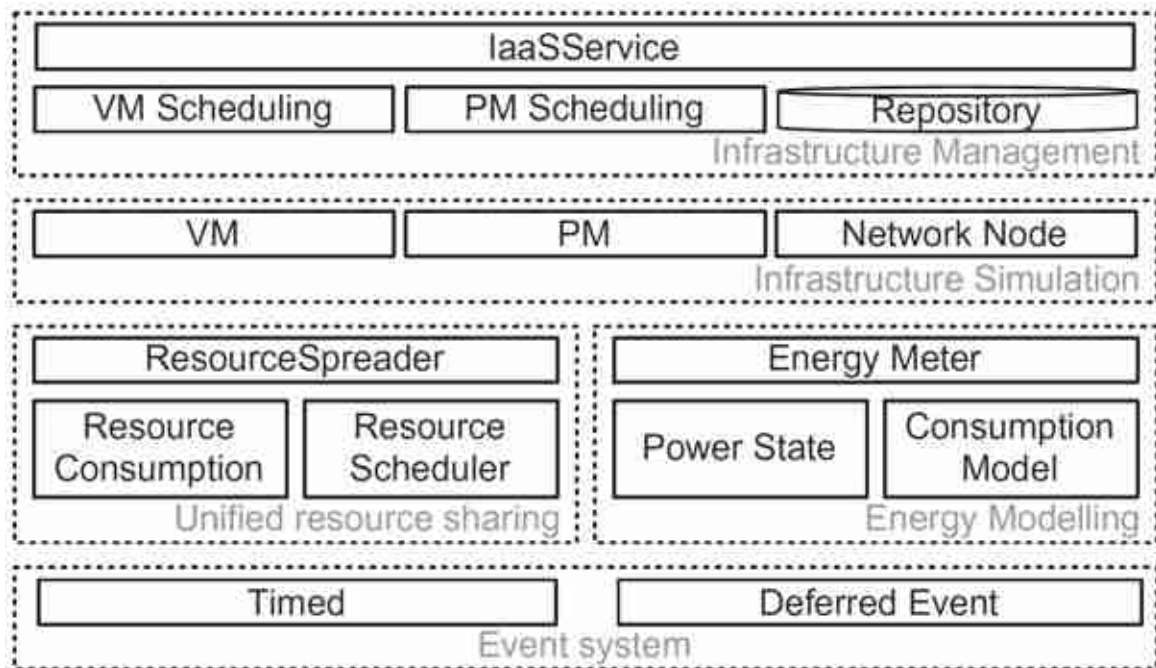 IaaSService
VM Scheduling PM Scheduling Repository
Infrastructure Management
VM PM Network Node
Infrastructure Simulation
ResourceSpreader
Resource Consumption
Resource Scheduler
Unified resource sharing
Energy Meter
Power State
Consumption Model
Energy Modelling
Timed Deferred Event
Event system